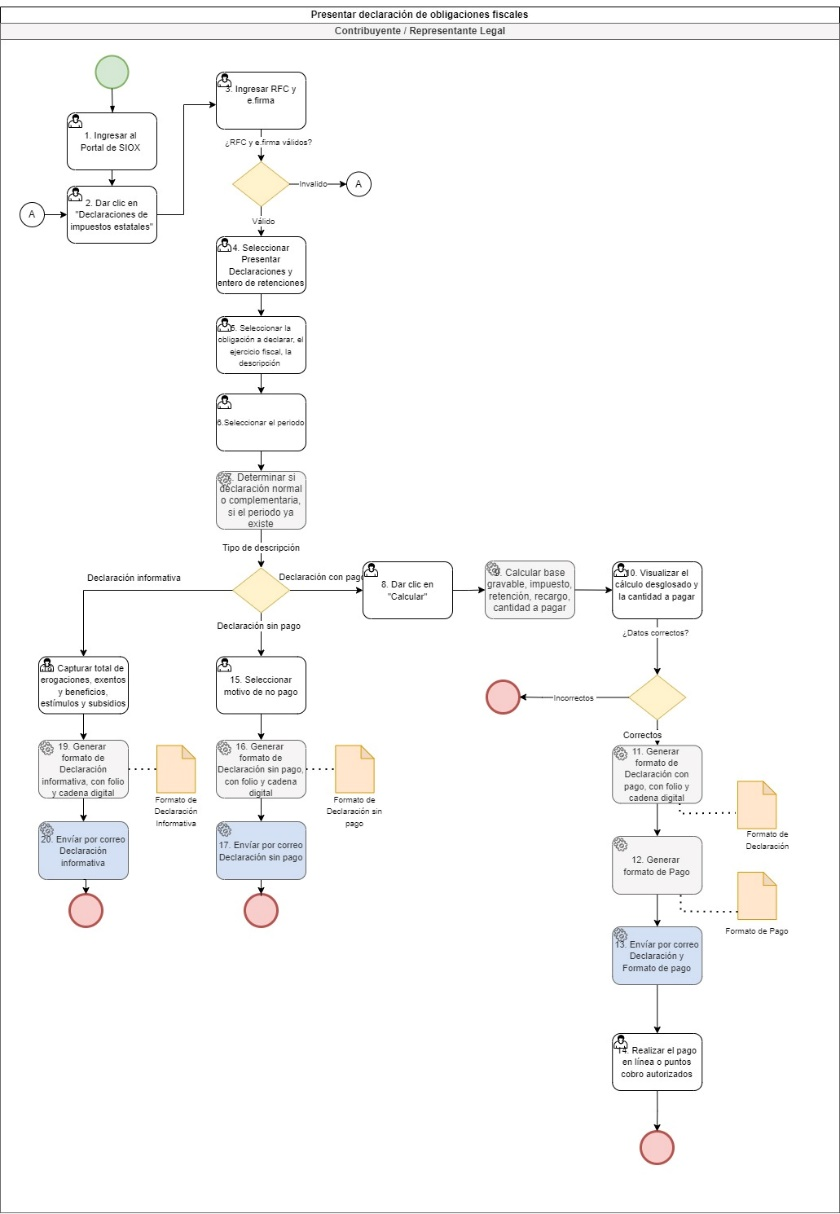 Presentar declaración de obligaciones fiscales
Contribuyente / Representante Legal
1. Ingresar al
Portal de SIOX
A
2. Dar clic en
"Declaraciones de
impuestos estatales"
3. Ingresar RFC y
e.firma
¿RFC y e.firma válidos?
Invalido
A
Válido
4. Seleccionar
Presentar
Declaraciones y
entero de retenciones
5. Seleccionar la
obligación a declarar, el
ejercicio fiscal, la
descripción
6.Seleccionar el periodo
7. Determinar si
declaración normal
o complementaria,
si el periodo ya
existe
Tipo de descripción
Declaración informativa
Declaración con pago
Declaración sin pago
8. Dar clic en
"Calcular"
9. Calcular base
gravable, impuesto,
retención, recargo,
cantidad a pagar
10. Visualizar el
cálculo desglosado y
la cantidad a pagar
¿Datos correctos?
Incorrectos
Correctos
Capturar total de
erogaciones, exentos
y beneficios,
estímulos y subsidios
19. Generar
formato de
Declaración
informativa, con folio
y cadena digital
Formato de
Declaración
Informativa
20. Envíar por correo
Declaración
informativa
15. Seleccionar
motivo de no pago
16. Generar
formato de
Declaración sin pago,
con folio y cadena
digital
Formato de
Declaración sin
pago
17. Envíar por correo
Declaración sin pago
11. Generar
formato de
Declaración con
pago, con folio y
cadena digital
Formato de
Declaración
12. Generar
formato de Pago
Formato de Pago
13. Envíar por correo
Declaración y
Formato de pago
14. Realizar el pago
en línea o puntos
cobro autorizados